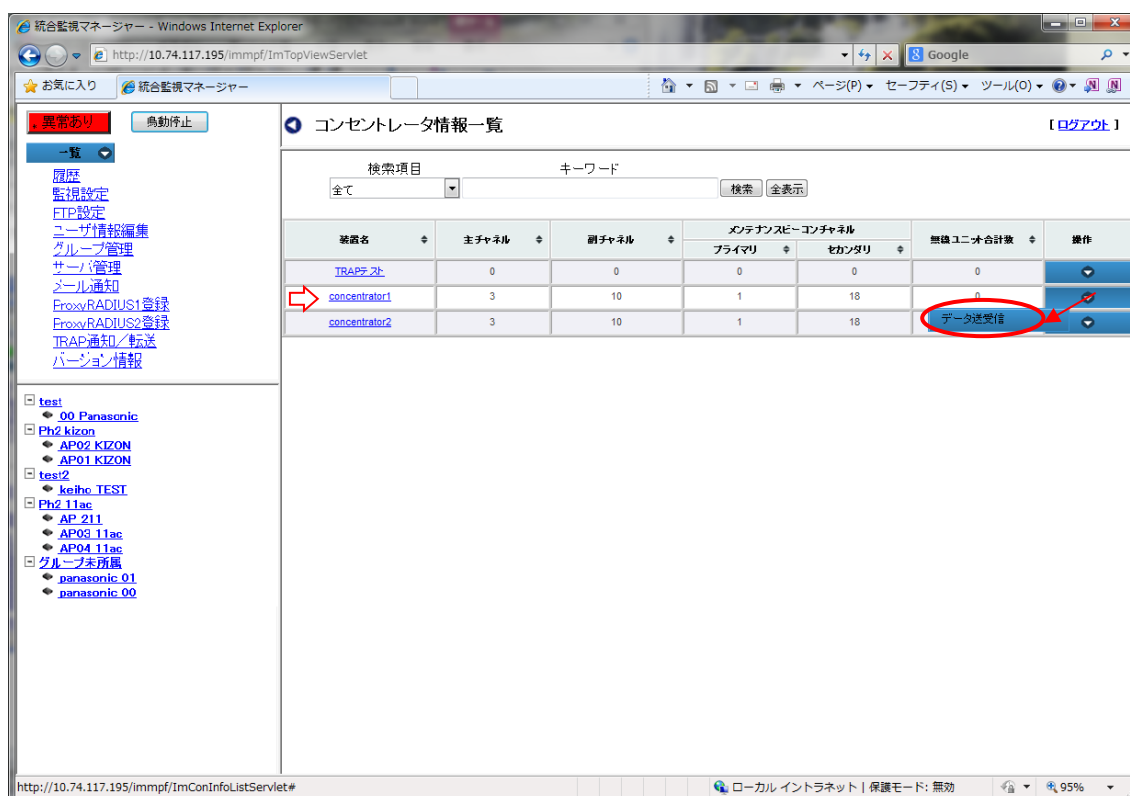 統合監視マネージャー - Windows Internet Explorer
http://10.74.117.195/immpf/ImTopViewServlet
Google
お気に入り
統合監視マネージャー
ページ(P) セーフティ(S) ツール(O)
異常あり
鳥動停止
コンセントレータ情報一覧
[ ログアウト ]
一覧
履歴
監視設定
FTP設定
ユーザ情報編集
グループ管理
サーバ管理
メール通知
ProxyRADIUS1登録
ProxyRADIUS2登録
TRAP通知／転送
バージョン情報
test
00 Panasonic
Ph2 kizon
AP02 KIZON
AP01 KIZON
test2
keiho TEST
Ph2 11ac
AP 211
AP03 11ac
AP04 11ac
グループ未所属
panasonic 01
panasonic 00
検索項目 キーワード
全て 検索 全表示
装置名 主チャネル 副チャネル メンテナンスビーコンチャネル 無線ユニット合計数 操作
プライマリ セカンダリ
TRAPテスト 0 0 0 0 0
concentrator1 3 10 1 18 0
concentrator2 3 10 1 18
データ送受信
http://10.74.117.195/immpf/ImConInfoListServlet#
ローカル イントラネット | 保護モード: 無効
95%